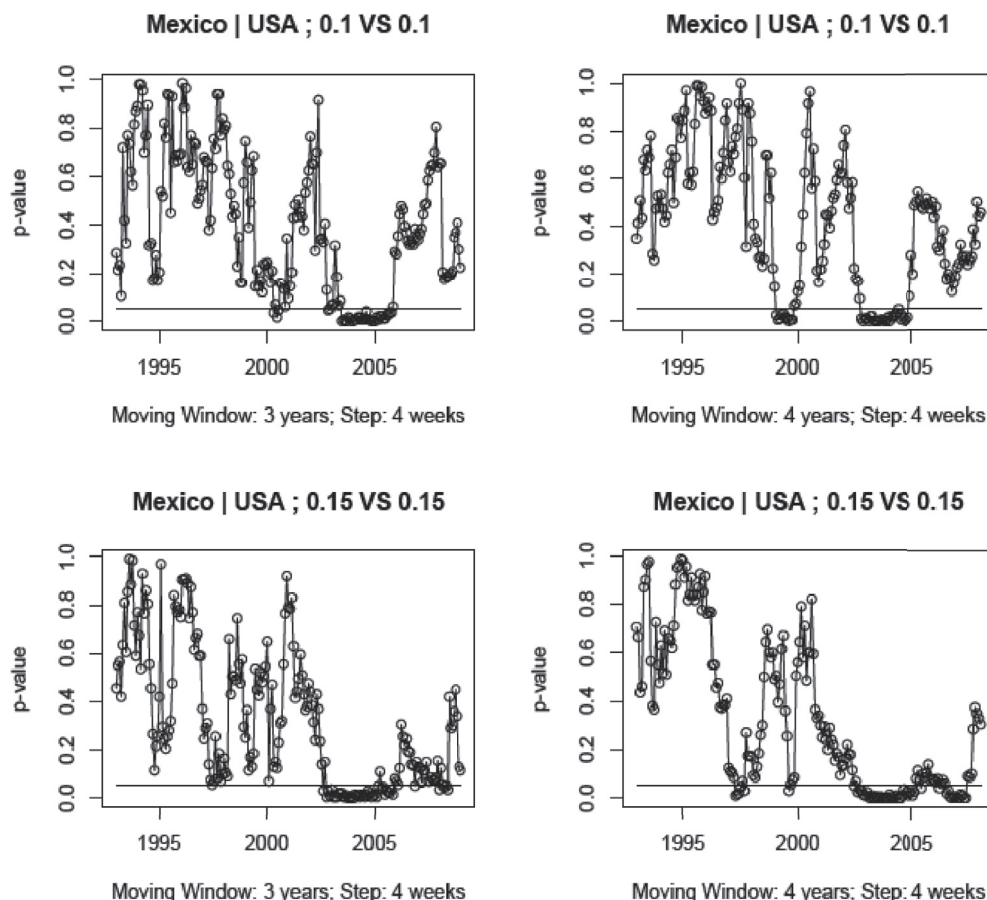 Mexico | USA ; 0.1 VS 0.1
p-value
1.0
0.8
0.6
0.4
0.2
0.0
1995 2000 2005
Moving Window: 3 years; Step: 4 weeks
Mexico | USA ; 0.1 VS 0.1
p-value
1.0
0.8
0.6
0.4
0.2
0.0
1995 2000 2005
Moving Window: 4 years; Step: 4 weeks
Mexico | USA ; 0.15 VS 0.15
p-value
1.0
0.8
0.6
0.4
0.2
0.0
1995 2000 2005
Moving Window: 3 years; Step: 4 weeks
Mexico | USA ; 0.15 VS 0.15
p-value
1.0
0.8
0.6
0.4
0.2
0.0
1995 2000 2005
Moving Window: 4 years; Step: 4 weeks